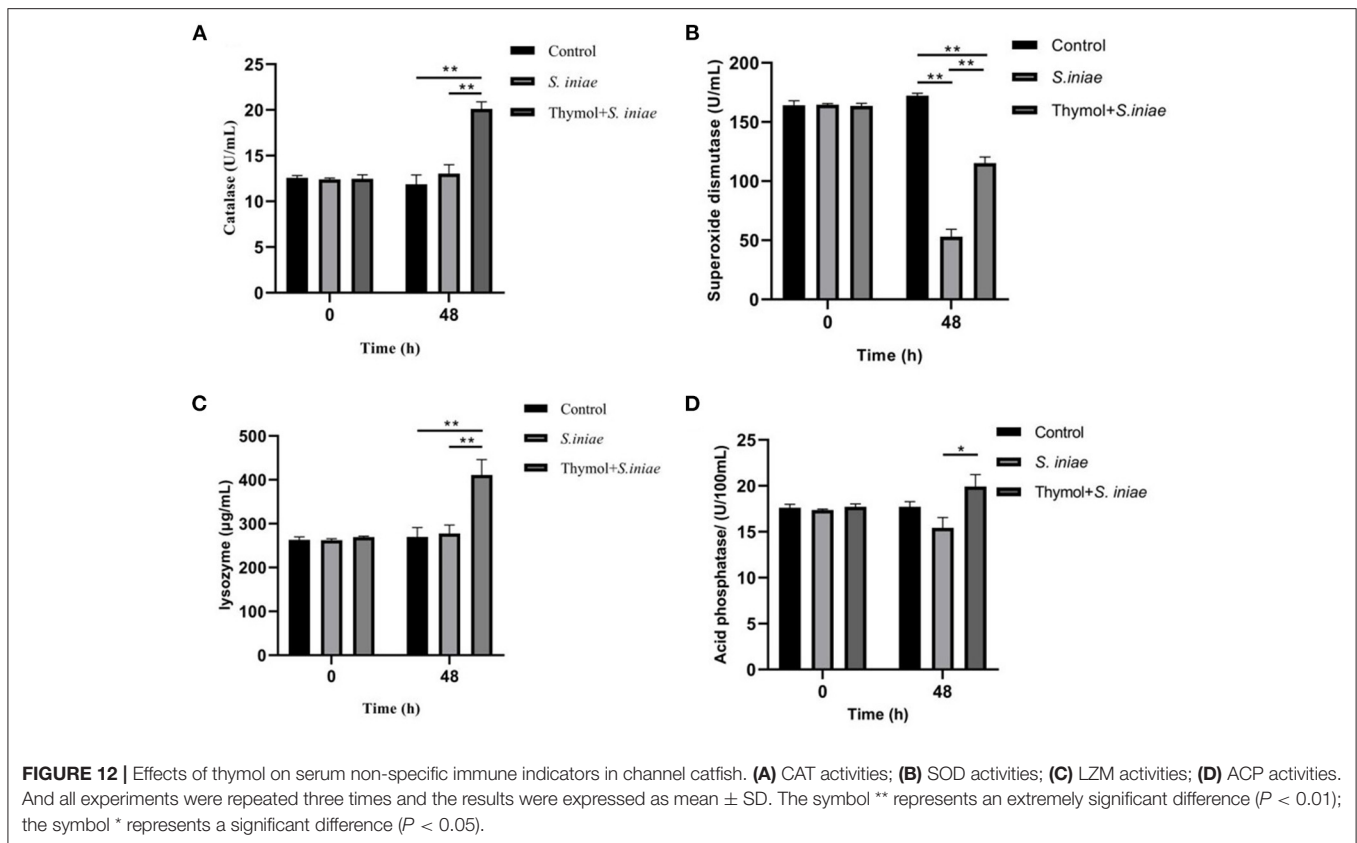 A
Control
S. iniae
Thymol+S. iniae
**
**
25
20
15
10
5
0
Catalase (U/mL)
0
48
Time (h)
B
Control
S.iniae
Thymol+S.iniae
**
**
**
200
150
100
50
0
Superoxide dismutase (U/mL)
0
48
Time (h)
C
Control
S.iniae
Thymol+S.iniae
**
**
500
400
300
200
100
0
lysozyme (μg/mL)
0
48
Time (h)
D
Control
S. iniae
Thymol+S. iniae
*
25
20
15
10
5
0
Acid phosphatase/ (U/100mL)
0
48
Time (h)
FIGURE 12 | Effects of thymol on serum non-specific immune indicators in channel catfish. (A) CAT activities; (B) SOD activities; (C) LZM activities; (D) ACP activities.
And all experiments were repeated three times and the results were expressed as mean ± SD. The symbol ** represents an extremely significant difference (P < 0.01);
the symbol * represents a significant difference (P < 0.05).